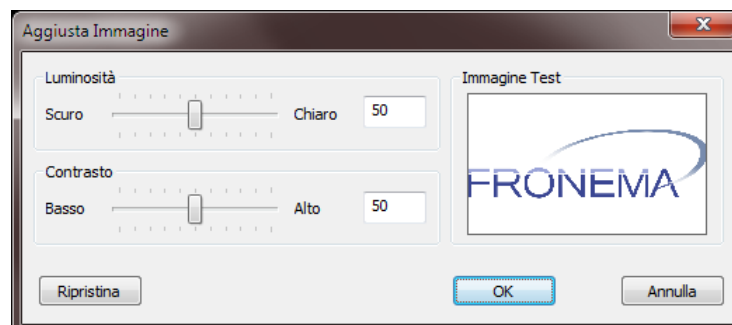 Aggiusta Immagine
Luminosità
Scuro
Chiaro
50
Contrasto
Basso
Alto
50
Immagine Test
FRONEMA
Ripristina
OK
Annulla